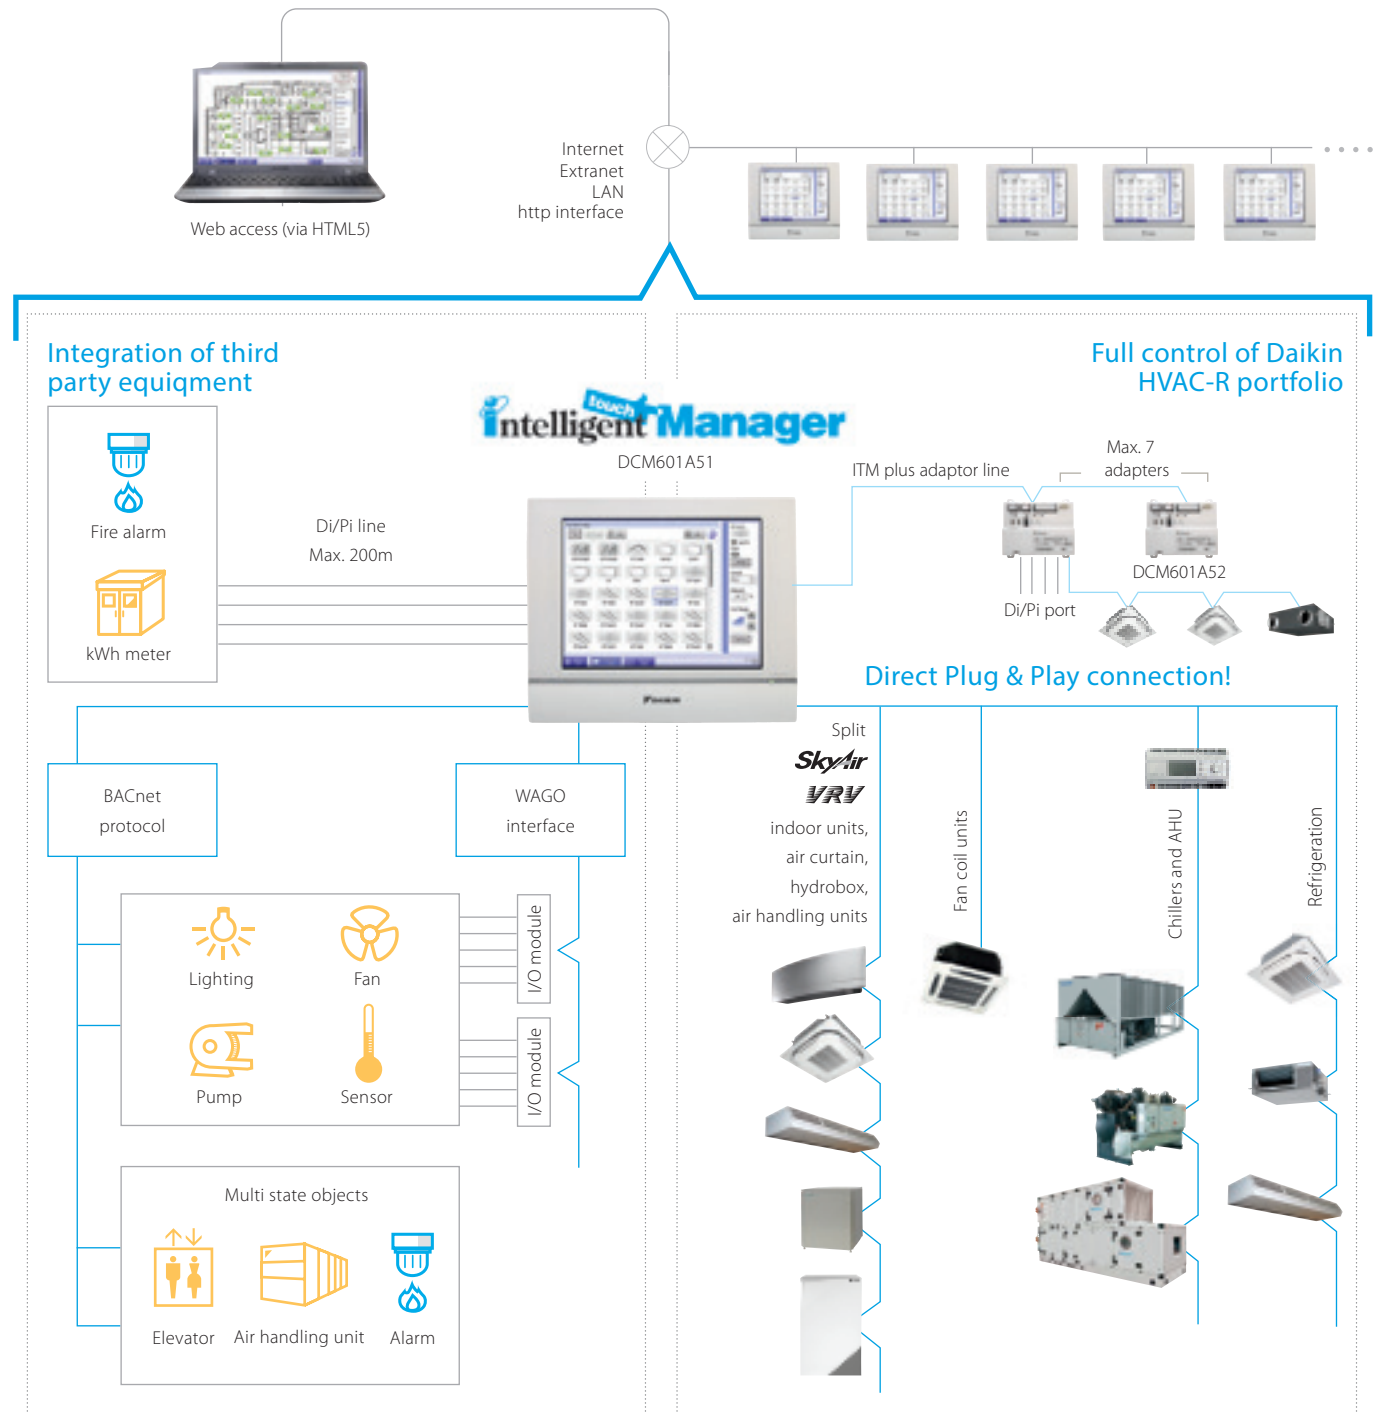 Internet
Extranet
LAN
http interface
Web access (via HTML5)
Integration of third
party equiqment
Full control of Daikin
HVAC-R portfolio
intelligent touch Manager
DCM601A51
ITM plus adaptor line
Max. 7
adapters
DCM601A52
Di/Pi port
Fire alarm
kWh meter
Di/Pi line
Max. 200m
Direct Plug & Play connection!
BACnet
protocol
WAGO
interface
Lighting
Fan
Pump
Sensor
I/O module
I/O module
Multi state objects
Elevator
Air handling unit
Alarm
Split
SkyAir
VRV
indoor units,
air curtain,
hydrobox,
air handling units
Fan coil units
Chillers and AHU
Refrigeration